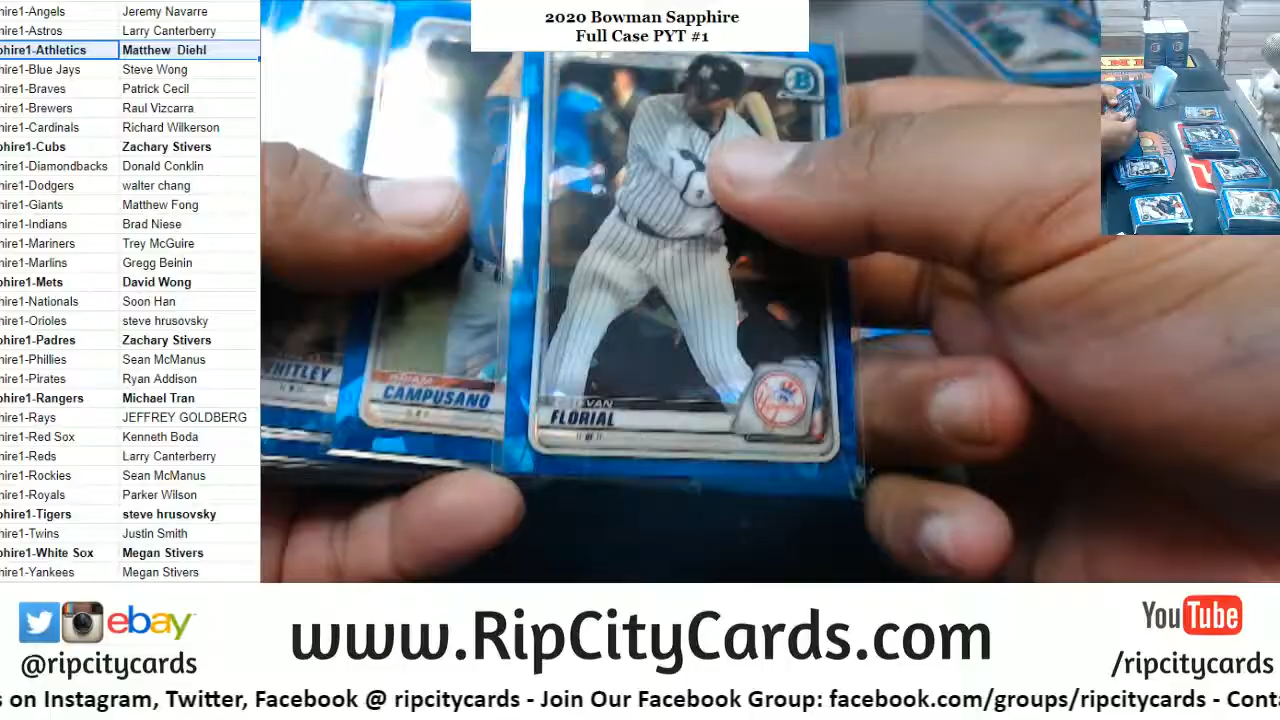 2020 Bowman Sapphire
Full Case PYT #1
hire1-Angels Jeremy Navarre
hire1-Astros Larry Canterberry
phire1-Athletics Matthew Diehl
hire1-Blue Jays Steve Wong
hire1-Braves Patrick Cecil
hire1-Brewers Raul Vizcarra
hire1-Cardinals Richard Wilkerson
phire1-Cubs Zachary Stivers
hire1-Diamondbacks Donald Conklin
hire1-Dodgers walter chang
hire1-Giants Matthew Fong
hire1-Indians Brad Niese
hire1-Mariners Trey McGuire
hire1-Marlins Gregg Beinin
phire1-Mets David Wong
hire1-Nationals Soon Han
hire1-Orioles steve hrusovsky
phire1-Padres Zachary Stivers
hire1-Phillies Sean McManus
hire1-Pirates Ryan Addison
phire1-Rangers Michael Tran
hire1-Rays JEFFREY GOLDBERG
hire1-Red Sox Kenneth Boda
hire1-Reds Larry Canterberry
hire1-Rockies Sean McManus
hire1-Royals Parker Wilson
phire1-Tigers steve hrusovsky
hire1-Twins Justin Smith
phire1-White Sox Megan Stivers
hire1-Yankees Megan Stivers
B
HITLEY
CAMPUSANO
FLORIAL
ebay
@ripcitycards
www.RipCityCards.com
YouTube
/ripcitycards
s on Instagram, Twitter, Facebook @ ripcitycards - Join Our Facebook Group: facebook.com/groups/ripcitycards - Conta